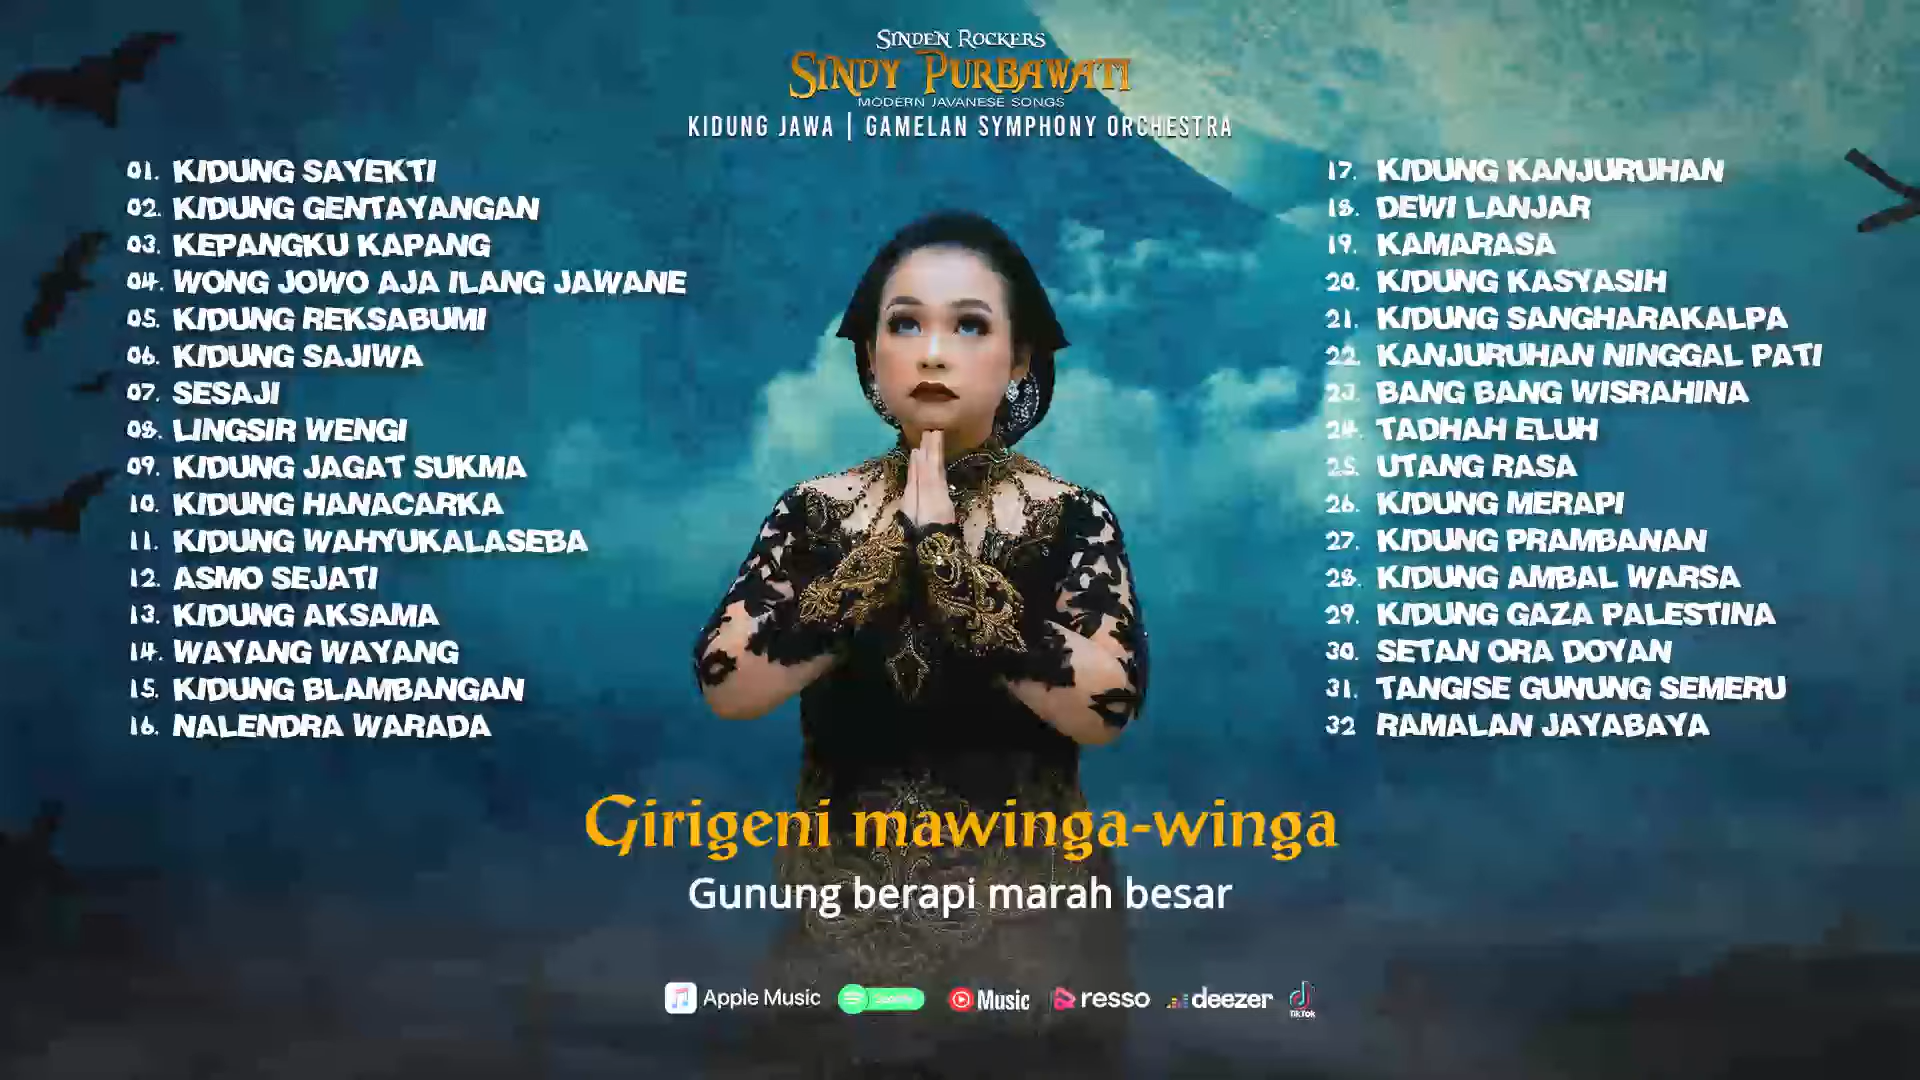 SINDEN ROCKERS
SINDY PURBAWATI
MODERN JAVANESE SONGS
KIDUNG JAWA | GAMELAN SYMPHONY ORCHESTRA
01. KIDUNG SAYEKTI
02. KIDUNG GENTAYANGAN
03. KEPANGKU KAPANG
04. WONG JOWO AJA ILANG JAWANE
05. KIDUNG REKSABUMI
06. KIDUNG SAJIWA
07. SESAJI
08. LINGSIR WENGI
09. KIDUNG JAGAT SUKMA
10. KIDUNG HANACARKA
11. KIDUNG WAHYUKALASEBA
12. ASMO SEJATI
13. KIDUNG AKSAMA
14. WAYANG WAYANG
15. KIDUNG BLAMBANGAN
16. NALENDRA WARADA
17. KIDUNG KANJURUHAN
18. DEWI LANJAR
19. KAMARASA
20. KIDUNG KASYASIH
21. KIDUNG SANGHARAKALPA
22. KANJURUHAN NINGGAL PATI
23. BANG BANG WISRAHINA
24. TADHAH ELUH
25. UTANG RASA
26. KIDUNG MERAPI
27. KIDUNG PRAMBANAN
28. KIDUNG AMBAL WARSA
29. KIDUNG GAZA PALESTINA
30. SETAN ORA DOYAN
31. TANGISE GUNUNG SEMERU
32 RAMALAN JAYABAYA
Girigeni mawinga-winga
Gunung berapi marah besar
Apple Music Spotify Music resso deezer TikTok